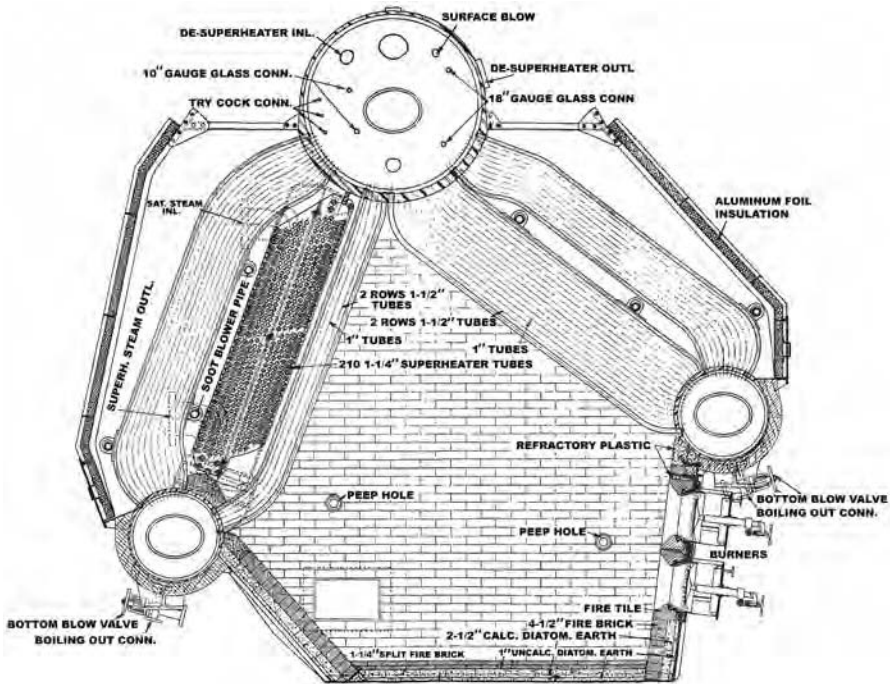 SURFACE BLOW
DE-SUPERHEATER INL.
DE-SUPERHEATER OUTL
10" GAUGE GLASS CONN.
18" GAUGE GLASS CONN
TRY COCK CONN.
ALUMINUM FOIL
INSULATION
SAT. STEAM
INL.
SUPERH. STEAM OUTL.
SOOT BLOWER PIPE
2 ROWS 1-1/2"
TUBES
2 ROWS 1-1/2" TUBES
1" TUBES
1" TUBES
210 1-1/4" SUPERHEATER TUBES
REFRACTORY PLASTIC
PEEP HOLE
BOTTOM BLOW VALVE
BOILING OUT CONN.
PEEP HOLE
BURNERS
FIRE TILE
4-1/2" FIRE BRICK
2-1/2" CALC. DIATOM. EARTH
BOTTOM BLOW VALVE
BOILING OUT CONN.
1-1/4" SPLIT FIRE BRICK
1" UNCALC. DIATOM. EARTH